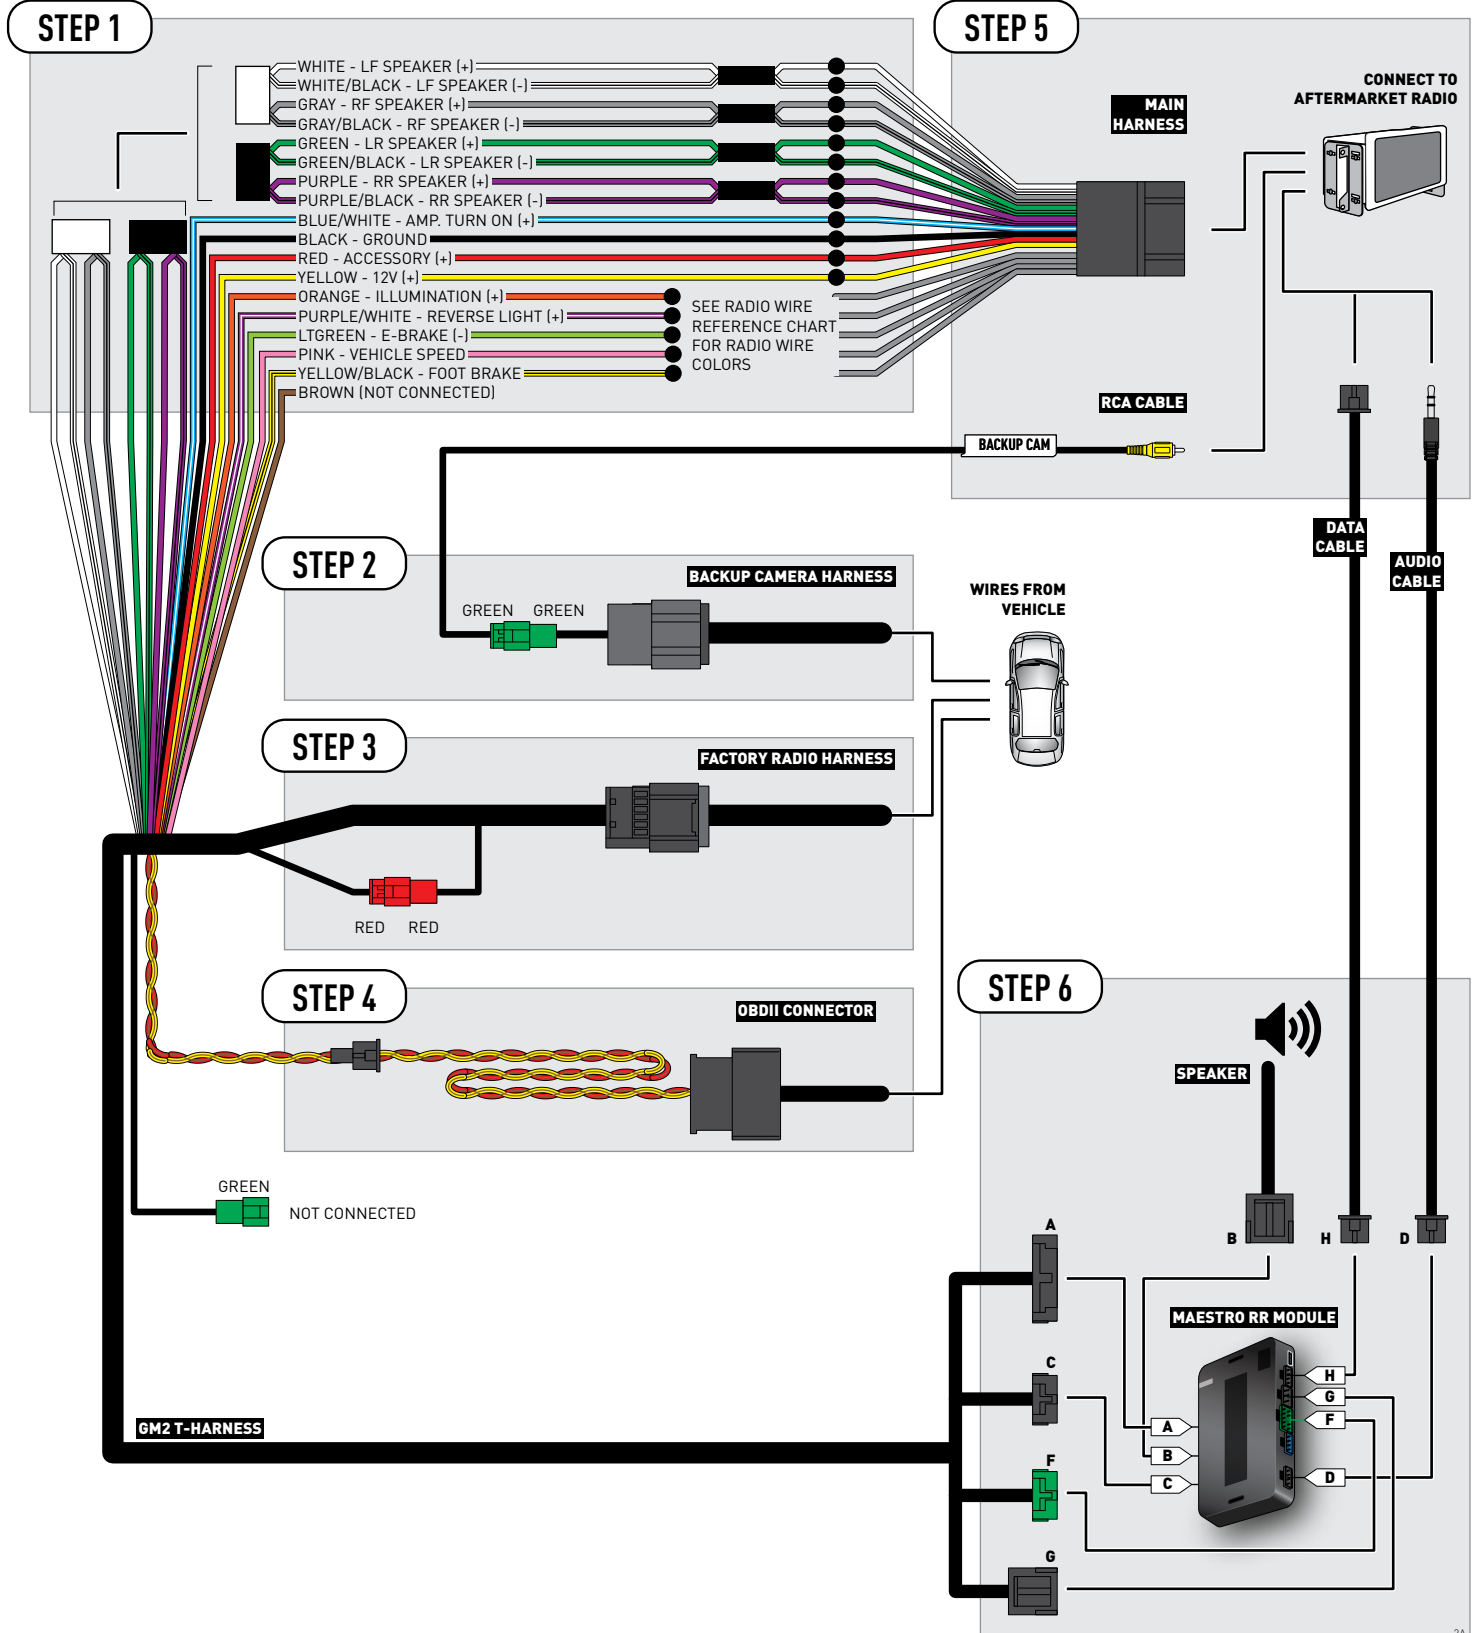 STEP 1
WHITE - LF SPEAKER (+)
WHITE/BLACK - LF SPEAKER (-)
GRAY - RF SPEAKER (+)
GRAY/BLACK - RF SPEAKER (-)
GREEN - LR SPEAKER (+)
GREEN/BLACK - LR SPEAKER (-)
PURPLE - RR SPEAKER (+)
PURPLE/BLACK - RR SPEAKER (-)
BLUE/WHITE - AMP. TURN ON (+)
BLACK - GROUND
RED - ACCESSORY (+)
YELLOW - 12V (+)
ORANGE - ILLUMINATION (+)
PURPLE/WHITE - REVERSE LIGHT (+)
LTGREEN - E-BRAKE (-)
PINK - VEHICLE SPEED
YELLOW/BLACK - FOOT BRAKE
BROWN (NOT CONNECTED)
SEE RADIO WIRE
REFERENCE CHART
FOR RADIO WIRE
COLORS
STEP 5
CONNECT TO
AFTERMARKET RADIO
MAIN
HARNESS
RCA CABLE
BACKUP CAM
DATA
CABLE
AUDIO
CABLE
STEP 2
BACKUP CAMERA HARNESS
GREEN GREEN
WIRES FROM
VEHICLE
STEP 3
FACTORY RADIO HARNESS
RED RED
STEP 4
OBDII CONNECTOR
GREEN
NOT CONNECTED
GM2 T-HARNESS
STEP 6
SPEAKER
B
H
D
A
C
F
G
MAESTRO RR MODULE
H
G
F
D
A
B
C